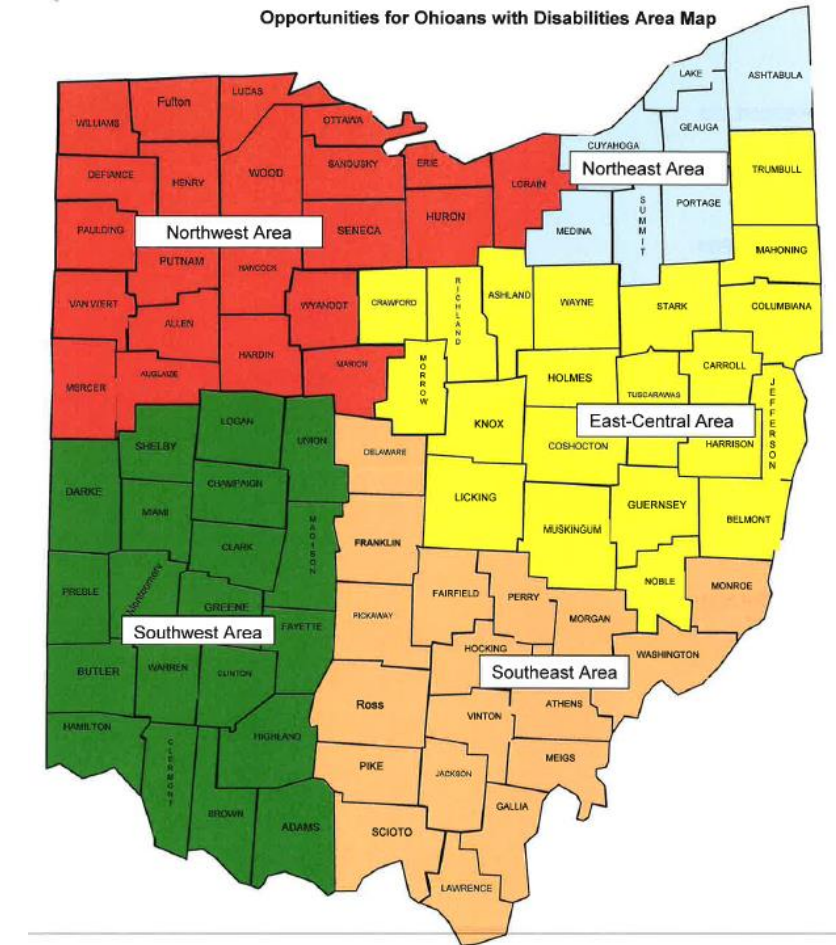 Opportunities for Ohioans with Disabilities Area Map
LAKE
ASHTABULA
WILLIAMS
Fulton
LUCAS
OTTAWA
GEAUGA
CUYAHOGA
DEFIANCE
HENRY
WOOD
SANDUSKY
ERIE
LORAIN
Northeast Area
TRUMBULL
PAULDING
Northwest Area
SENECA
HURON
MEDINA
SUMMIT
PORTAGE
MAHONING
PUTNAM
HANCOCK
VAN WERT
ALLEN
WYANDOT
CRAWFORD
RICHLAND
ASHLAND
WAYNE
STARK
COLUMBIANA
MERCER
AUGLAIZE
HARDIN
MARION
MORROW
HOLMES
TUSCARAWAS
CARROLL
JEFFERSON
LOGAN
UNION
KNOX
East-Central Area
SHELBY
DELAWARE
COSHOCTON
HARRISON
DARKE
CHAMPAIGN
LICKING
GUERNSEY
MIAMI
MADISON
MUSKINGUM
BELMONT
CLARK
FRANKLIN
PREBLE
Montgomery
GREENE
FAIRFIELD
PERRY
NOBLE
MONROE
Southwest Area
FAYETTE
PICKAWAY
MORGAN
HOCKING
WASHINGTON
BUTLER
WARREN
CLINTON
Southeast Area
Ross
VINTON
ATHENS
HAMILTON
CLERMONT
HIGHLAND
PIKE
JACKSON
MEIGS
BROWN
ADAMS
SCIOTO
GALLIA
LAWRENCE